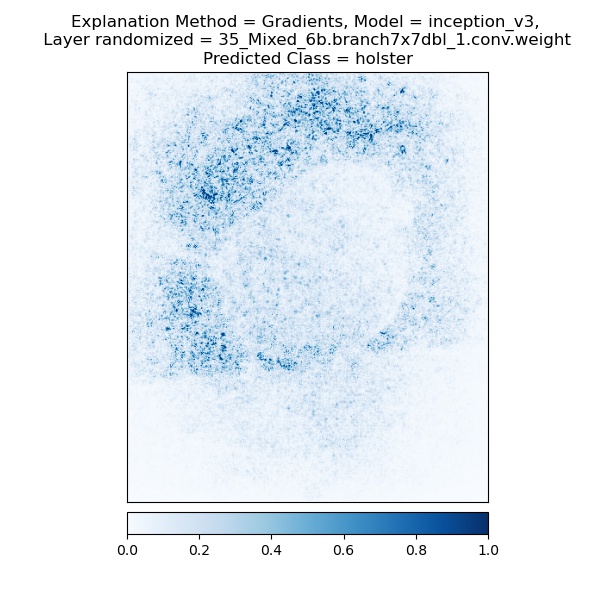 Explanation Method = Gradients, Model = inception_v3,
Layer randomized = 35_Mixed_6b.branch7x7dbl_1.conv.weight
Predicted Class = holster
0.0 0.2 0.4 0.6 0.8 1.0